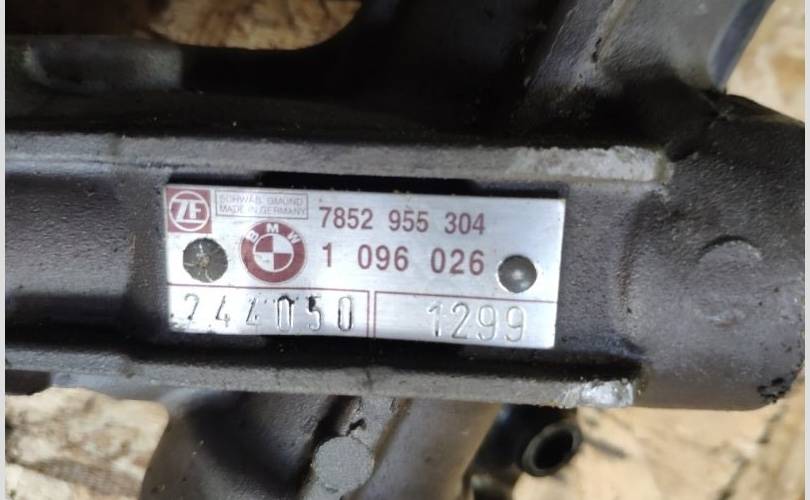 ZF
SCHWÄB. GMÜND
MADE IN GERMANY
7852 955 304
BMW
1 096 026
244050
1299